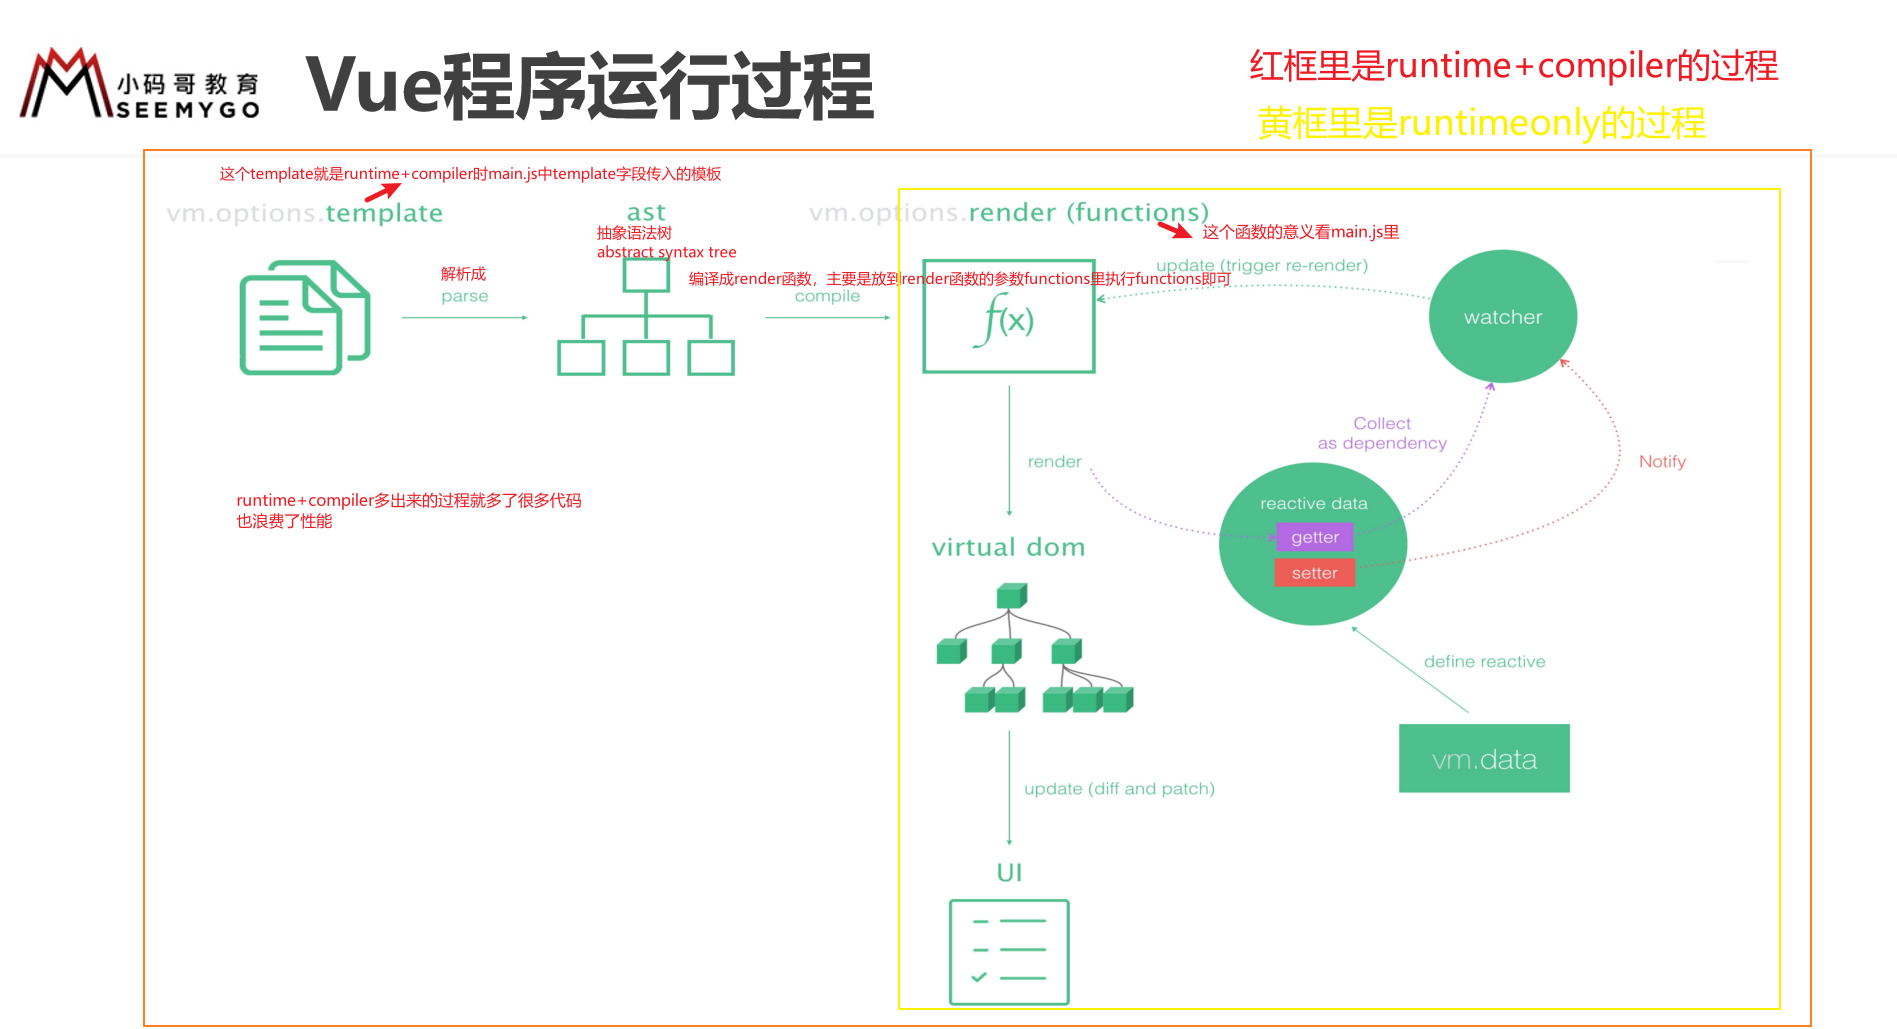 小码哥教育
SEEMYGO
Vue程序运行过程
红框里是runtime+compiler的过程
黄框里是runtimeonly的过程
这个template就是runtime+compiler时main.js中template字段传入的模板
vm.options.template
ast
vm.options.render (functions)
抽象语法树
abstract syntax tree
这个函数的意义看main.js里
解析成
parse
编译成render函数，主要是放到render函数的参数functions里执行functions即可
compile
update (trigger re-render)
f(x)
watcher
Collect
as dependency
render
Notify
runtime+compiler多出来的过程就多了很多代码
也浪费了性能
reactive data
getter
setter
virtual dom
define reactive
vm.data
update (diff and patch)
UI